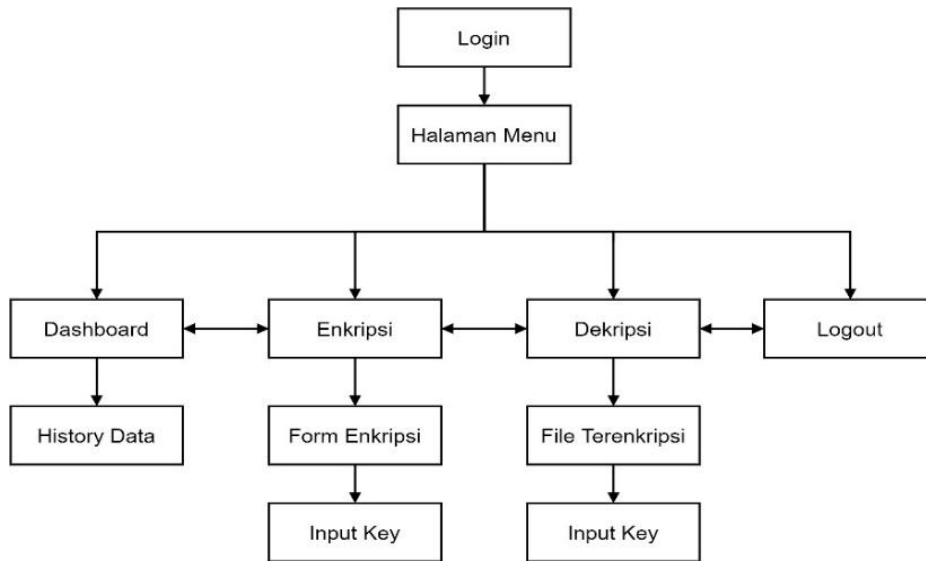 Login
Halaman Menu
Dashboard
Enkripsi
Dekripsi
Logout
History Data
Form Enkripsi
File Terenkripsi
Input Key
Input Key